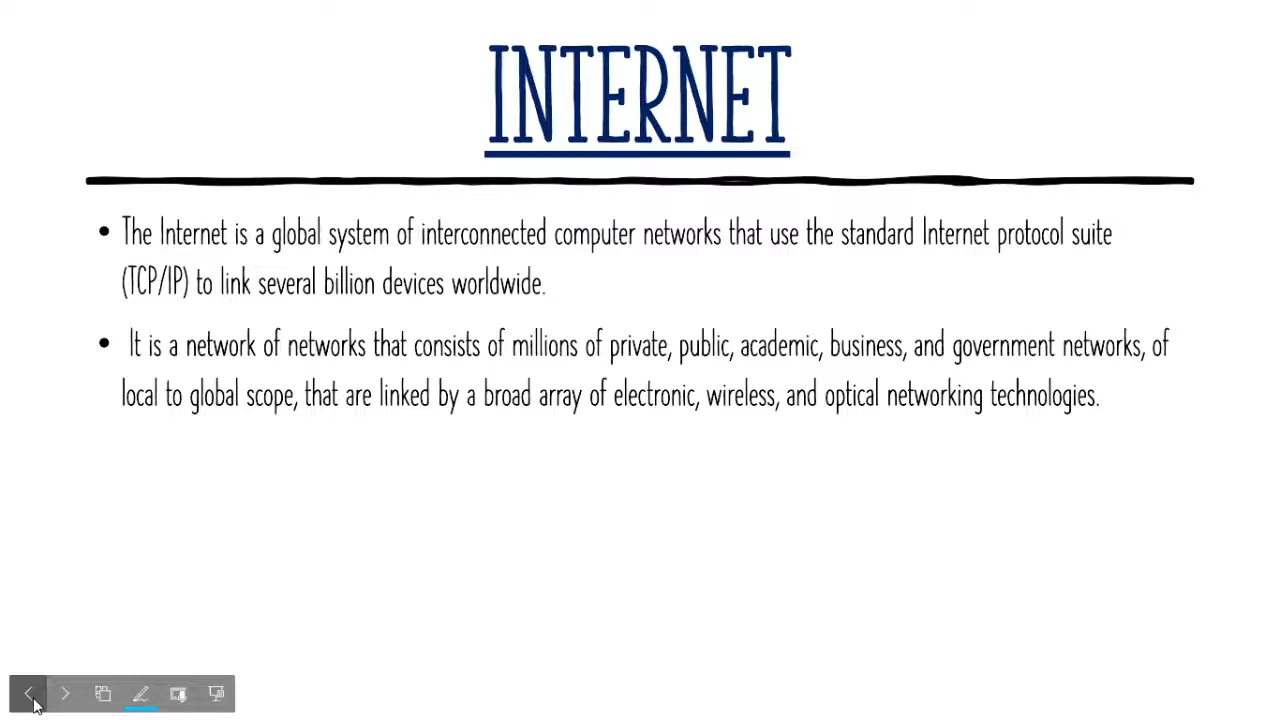 INTERNET
• The Internet is a global system of interconnected computer networks that use the standard Internet protocol suite
(TCP/IP) to link several billion devices worldwide.
• It is a network of networks that consists of millions of private, public, academic, business, and government networks, of
local to global scope, that are linked by a broad array of electronic, wireless, and optical networking technologies.